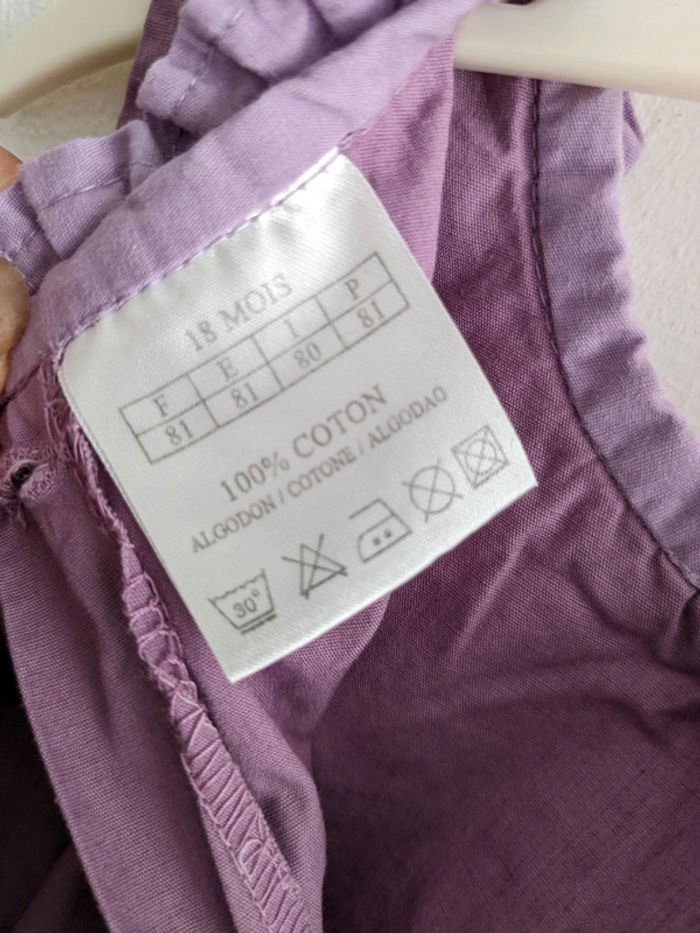 18 MOIS
F E I P
81 81 80 81
100% COTON
ALGODON / COTONE / ALGODAO
30°